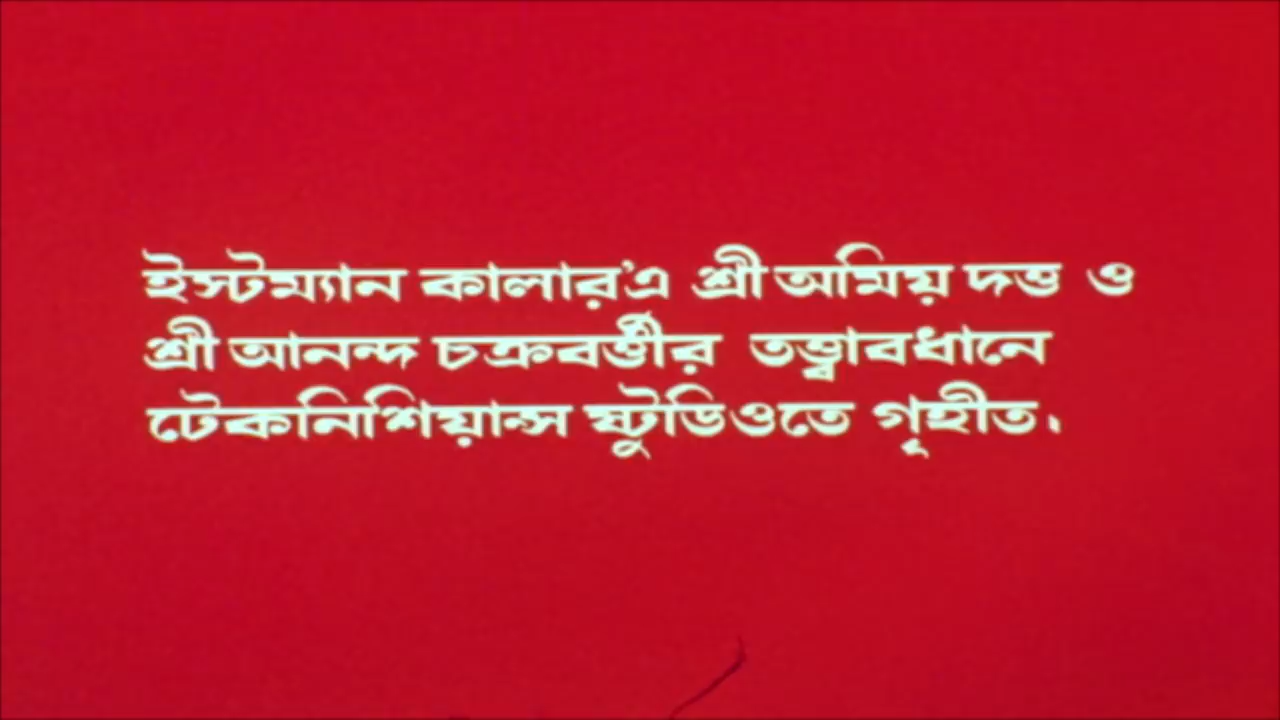 ইস্টম্যান কালার'এ শ্রী অমিয় দত্ত ও
শ্রী আনন্দ চক্রবর্ত্তীর তত্ত্বাবধানে
টেকনিশিয়ান্স ষ্টুডিওতে গৃহীত।